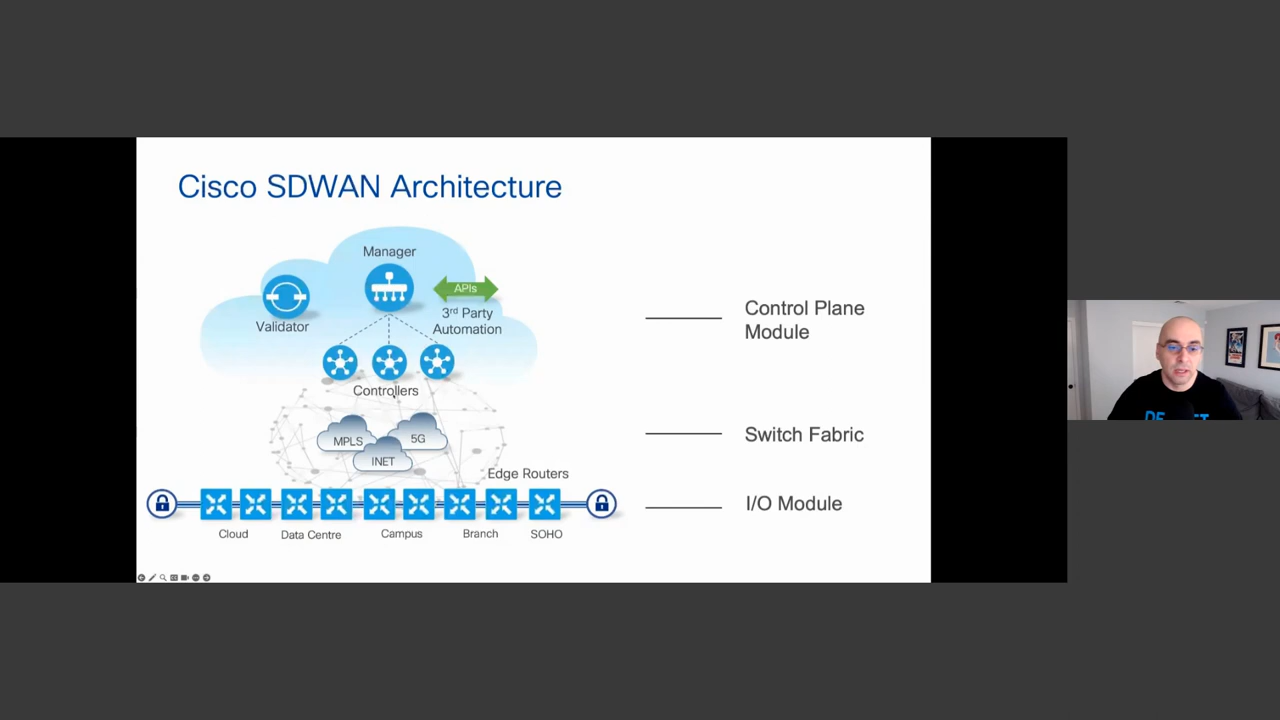 Cisco SDWAN Architecture
Manager
APIs
3rd Party
Automation
Validator
Controllers
MPLS
5G
INET
Edge Routers
Cloud
Data Centre
Campus
Branch
SOHO
Control Plane
Module
Switch Fabric
I/O Module